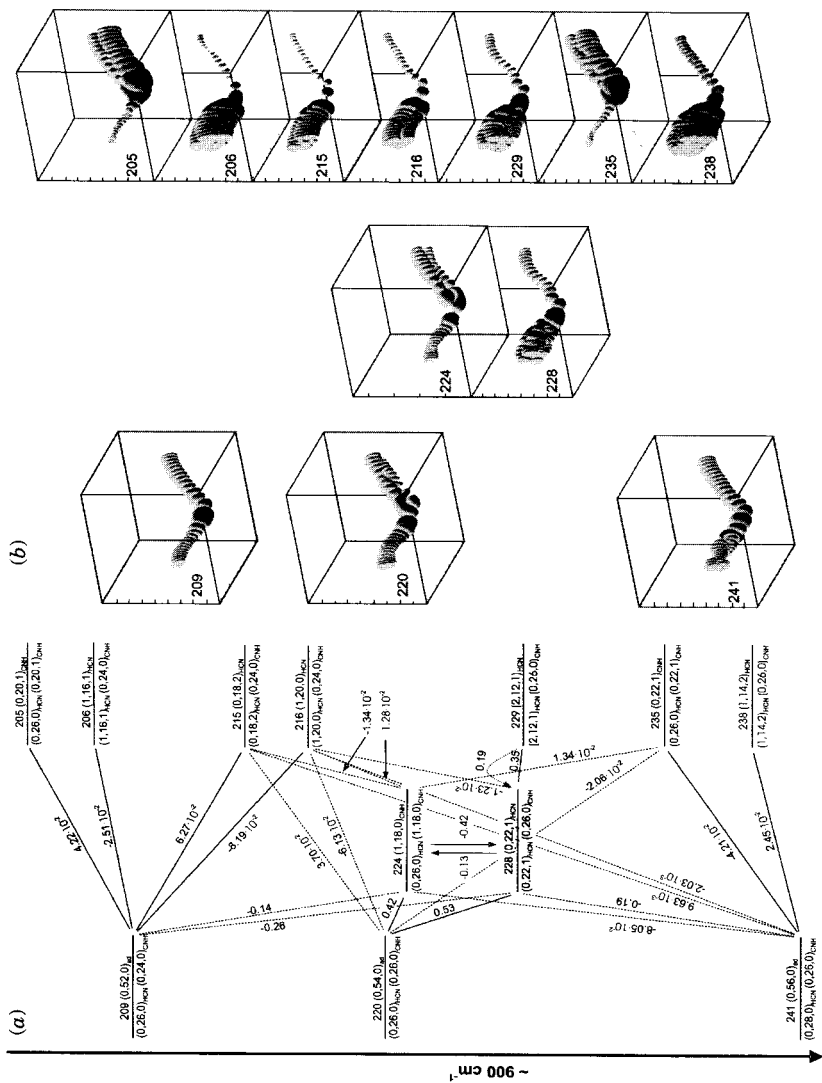 (a)
~ 900 cm⁻¹
209 (0,52,0)ad
(0,26,0)HCN (0,24,0)CNH
220 (0,54,0)ad
(0,26,0)HCN (0,26,0)CNH
241 (0,56,0)ad
(0,28,0)HCN (0,26,0)CNH
224 (1,18,0)CNH
(0,26,0)HCN (1,18,0)CNH
228 (0,22,1)HCN
(0,22,1)HCN (0,26,0)CNH
205 (0,20,1)CNH
(0,26,0)HCN (0,20,1)CNH
206 (1,16,1)HCN
(1,16,1)HCN (0,24,0)CNH
215 (0,18,2)HCN
(0,18,2)HCN (0,24,0)CNH
216 (1,20,0)HCN
(1,20,0)HCN (0,24,0)CNH
229 [2,12,1]HCN
[2,12,1]HCN [0,26,0]CNH
235 (0,22,1)CNH
(0,26,0)HCN (0,22,1)CNH
238 (1,14,2)HCN
(1,14,2)HCN (0,26,0)CNH
4.22·10⁻²
-2.51·10⁻²
6.27·10⁻²
-8.19·10⁻²
3.70·10⁻²
-6.13·10⁻²
-1.34·10⁻²
1.28·10⁻²
-0.14
-0.26
0.42
0.53
-0.42
-0.13
0.19
0.35
-1.23·10⁻²
1.34·10⁻²
-2.08·10⁻²
-0.19
-8.05·10⁻²
-2.03·10⁻³
9.63·10⁻³
4.21·10⁻²
2.45·10⁻²
(b)
209
220
241
224
228
205
206
215
216
229
235
238